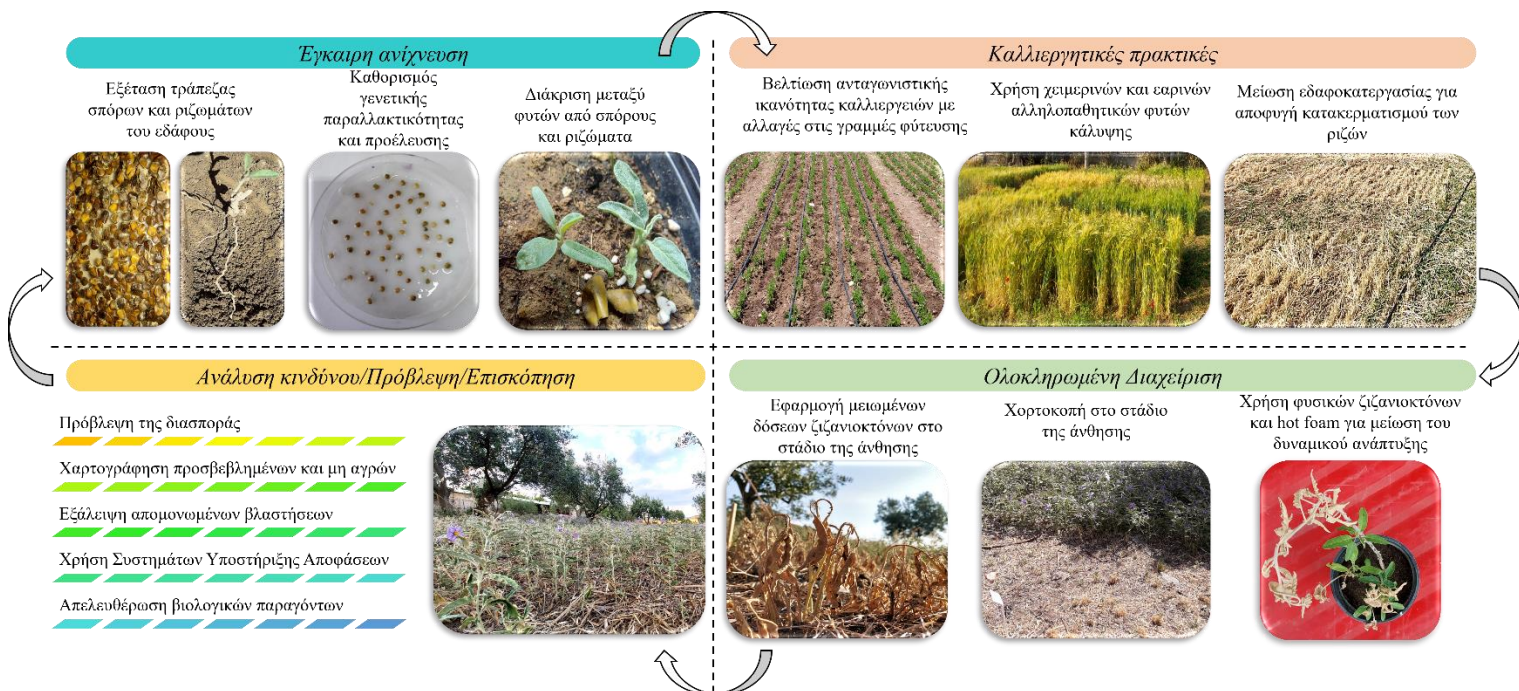 Έγκαιρη ανίχνευση
Εξέταση τράπεζας
σπόρων και ριζωμάτων
του εδάφους
Καθορισμός
γενετικής
παραλλακτικότητας
και προέλευσης
Διάκριση μεταξύ
φυτών από σπόρους
και ριζώματα
Καλλιεργητικές πρακτικές
Βελτίωση ανταγωνιστικής
ικανότητας καλλιεργειών με
αλλαγές στις γραμμές φύτευσης
Χρήση χειμερινών και εαρινών
αλληλοπαθητικών φυτών
κάλυψης
Μείωση εδαφοκατεργασίας για
αποφυγή κατακερματισμού των
ριζών
Ανάλυση κινδύνου/Πρόβλεψη/Επισκόπηση
Πρόβλεψη της διασποράς
Χαρτογράφηση προσβεβλημένων και μη αγρών
Εξάλειψη απομονωμένων βλαστήσεων
Χρήση Συστημάτων Υποστήριξης Αποφάσεων
Απελευθέρωση βιολογικών παραγόντων
Ολοκληρωμένη Διαχείριση
Εφαρμογή μειωμένων
δόσεων ζιζανιοκτόνων στο
στάδιο της άνθησης
Χορτοκοπή στο στάδιο
της άνθησης
Χρήση φυσικών ζιζανιοκτόνων
και hot foam για μείωση του
δυναμικού ανάπτυξης